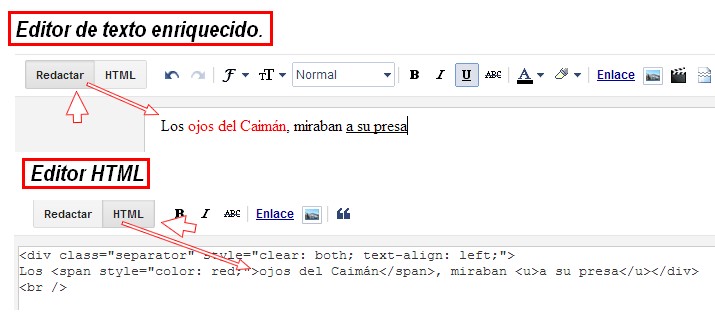 Editor de texto enriquecido.
Redactar HTML F TT Normal B I U ABC A Enlace
Los ojos del Caimán, miraban a su presa
Editor HTML
Redactar HTML B I ABC Enlace
<div class="separator" style="clear: both; text-align: left;">
Los <span style="color: red;">ojos del Caimán</span>, miraban <u>a su presa</u></div>
<br />